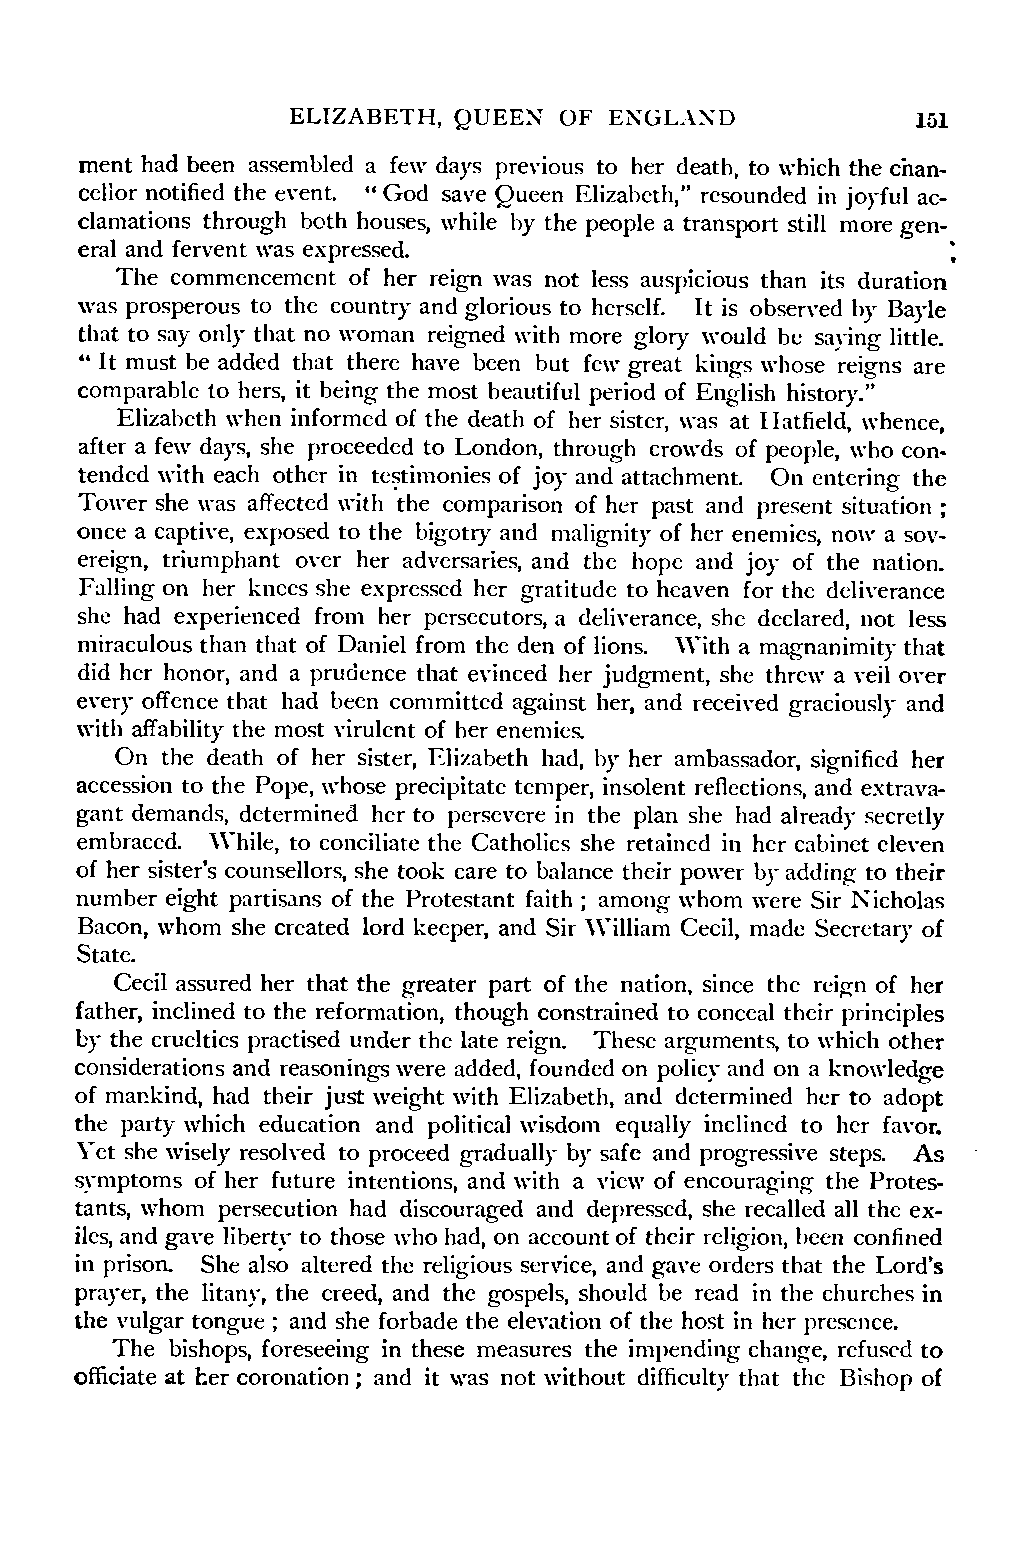 ELIZABETH, QUEEN OF ENGLAND 151
ment had been assembled a few days previous to her death, to which the chan-
cellor notified the event. “God save Queen Elizabeth,” resounded in joyful ac-
clamations through both houses, while by the people a transport still more gen-
eral and fervent was expressed.
The commencement of her reign was not less auspicious than its duration
was prosperous to the country and glorious to herself. It is observed by Bayle
that to say only that no woman reigned with more glory would be saying little.
“It must be added that there have been but few great kings whose reigns are
comparable to hers, it being the most beautiful period of English history.”
Elizabeth when informed of the death of her sister, was at Hatfield, whence,
after a few days, she proceeded to London, through crowds of people, who con-
tended with each other in testimonies of joy and attachment. On entering the
Tower she was affected with the comparison of her past and present situation ;
once a captive, exposed to the bigotry and malignity of her enemies, now a sov-
ereign, triumphant over her adversaries, and the hope and joy of the nation.
Falling on her knees she expressed her gratitude to heaven for the deliverance
she had experienced from her persecutors, a deliverance, she declared, not less
miraculous than that of Daniel from the den of lions. With a magnanimity that
did her honor, and a prudence that evinced her judgment, she threw a veil over
every offence that had been committed against her, and received graciously and
with affability the most virulent of her enemies.
On the death of her sister, Elizabeth had, by her ambassador, signified her
accession to the Pope, whose precipitate temper, insolent reflections, and extrava-
gant demands, determined her to persevere in the plan she had already secretly
embraced. While, to conciliate the Catholics she retained in her cabinet eleven
of her sister's counsellors, she took care to balance their power by adding to their
number eight partisans of the Protestant faith ; among whom were Sir Nicholas
Bacon, whom she created lord keeper, and Sir William Cecil, made Secretary of
State.
Cecil assured her that the greater part of the nation, since the reign of her
father, inclined to the reformation, though constrained to conceal their principles
by the cruelties practised under the late reign. These arguments, to which other
considerations and reasonings were added, founded on policy and on a knowledge
of mankind, had their just weight with Elizabeth, and determined her to adopt
the party which education and political wisdom equally inclined to her favor.
Yet she wisely resolved to proceed gradually by safe and progressive steps. As
symptoms of her future intentions, and with a view of encouraging the Protes-
tants, whom persecution had discouraged and depressed, she recalled all the ex-
iles, and gave liberty to those who had, on account of their religion, been confined
in prison. She also altered the religious service, and gave orders that the Lord's
prayer, the litany, the creed, and the gospels, should be read in the churches in
the vulgar tongue ; and she forbade the elevation of the host in her presence.
The bishops, foreseeing in these measures the impending change, refused to
officiate at her coronation ; and it was not without difficulty that the Bishop of